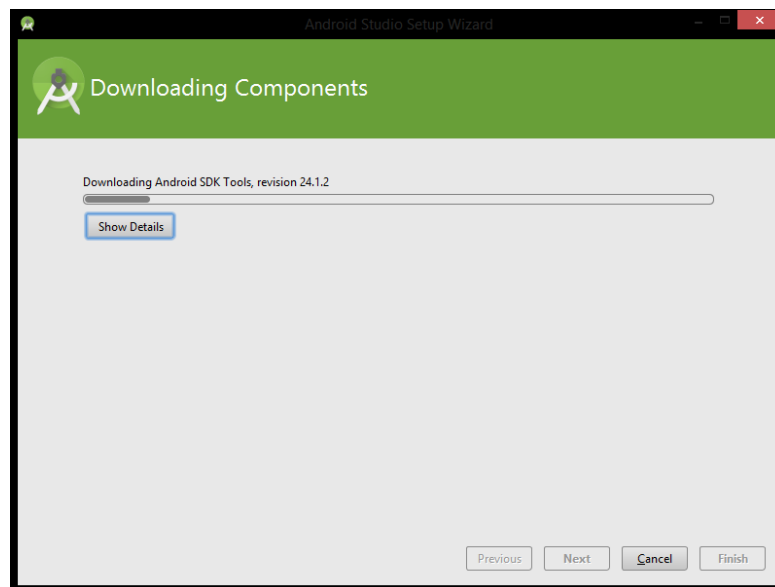 Android Studio Setup Wizard
Downloading Components
Downloading Android SDK Tools, revision 24.1.2
Show Details
Previous Next Cancel Finish